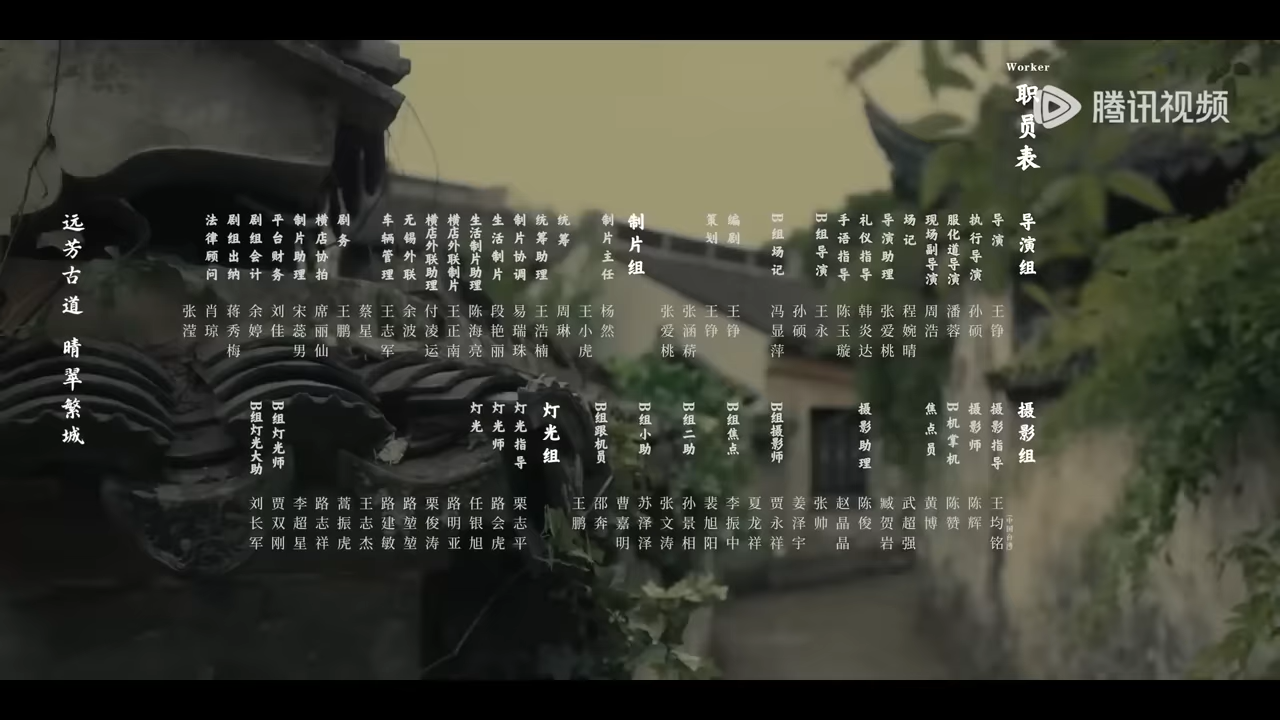 Worker
职员表
腾讯视频
导演组
导演 王铮
执行导演 孙硕
服化道导演 潘蓉
现场副导演 周浩
场记 程婉晴
导演助理 张爱桃
礼仪指导 韩炎达
手语指导 陈玉璇
B组导演 王永
孙硕
B组场记 冯显萍
编剧 王铮
策划 王铮
张涵菥
张爱桃
制片组
制片主任 杨然
王小虎
统筹 周琳
统筹助理 王浩楠
制片协调 易瑞珠
生活制片 段艳丽
生活制片助理 陈海亮
横店外联制片 王正南
横店外联助理 付凌运
无锡外联 余波
车辆管理 王志军
蔡星
剧务 王鹏
横店协拍 席丽仙
制片助理 宋蕊男
平台财务 刘佳
剧组会计 余婷
剧组出纳 蒋秀梅
法律顾问 肖琼
张滢
摄影组
摄影指导 王均铭(中国台湾)
摄影师 陈辉
B机掌机 陈赞
焦点员 黄博
武超强
臧贺岩
摄影助理 陈俊
赵晶晶
张帅
姜泽宇
B组摄影师 贾永祥
夏龙祥
B组焦点 李振中
裴旭阳
B组二助 孙景相
张文涛
B组小助 苏泽泽
曹嘉明
B组跟机员 邵奔
王鹏
灯光组
灯光指导 栗志平
灯光师 路会虎
灯光 任银旭
路明亚
栗俊涛
路堃堃
路建敏
王志杰
蒿振虎
路志祥
李超星
B组灯光师 贾双刚
B组灯光大助 刘长军
远芳古道 晴翠繁城